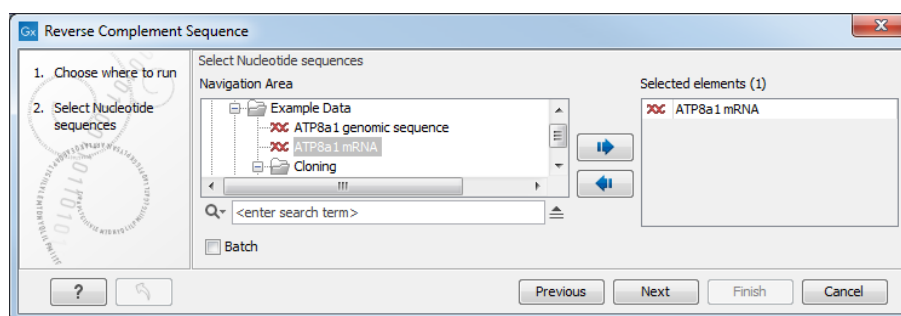 Gx Reverse Complement Sequence
1. Choose where to run
2. Select Nucleotide
sequences
Select Nucleotide sequences
Navigation Area
Example Data
ATP8a1 genomic sequence
ATP8a1 mRNA
Cloning
<enter search term>
Batch
Selected elements (1)
ATP8a1 mRNA
?
Previous
Next
Finish
Cancel